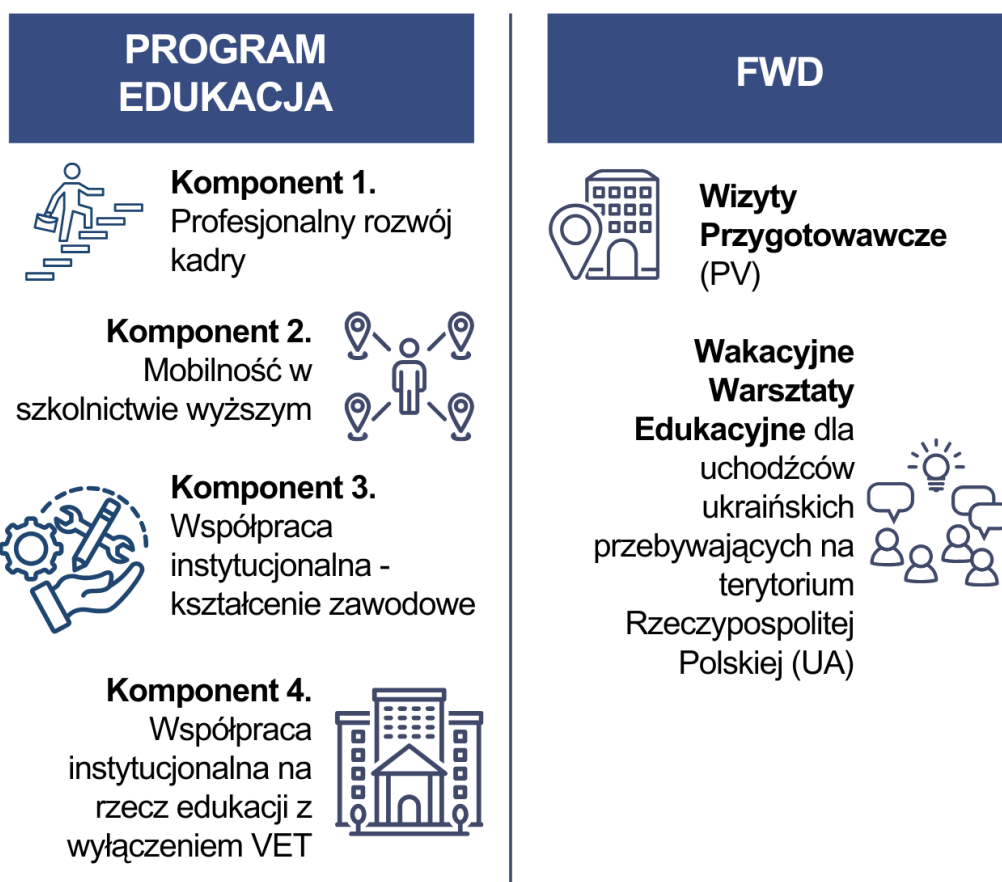 PROGRAM
EDUKACJA
Komponent 1.
Profesjonalny rozwój
kadry
Komponent 2.
Mobilność w
szkolnictwie wyższym
Komponent 3.
Współpraca
instytucjonalna -
kształcenie zawodowe
Komponent 4.
Współpraca
instytucjonalna na
rzecz edukacji z
wyłączeniem VET
FWD
Wizyty
Przygotowawcze
(PV)
Wakacyjne
Warsztaty
Edukacyjne dla
uchodźców
ukraińskich
przebywających na
terytorium
Rzeczypospolitej
Polskiej (UA)